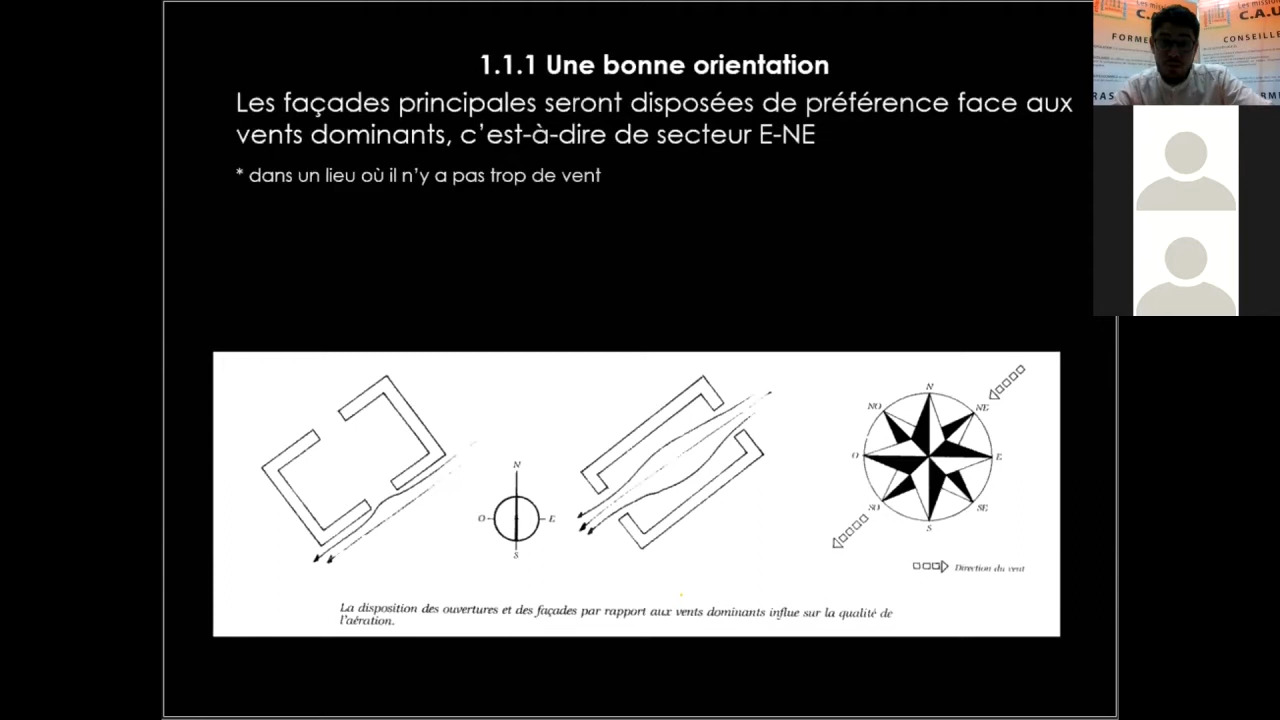 1.1.1 Une bonne orientation
Les façades principales seront disposées de préférence face aux
vents dominants, c’est-à-dire de secteur E-NE
* dans un lieu où il n’y a pas trop de vent
N
O
E
S
N
NO
NE
O
E
SO
SE
S
Direction du vent
La disposition des ouvertures et des façades par rapport aux vents dominants influe sur la qualité de
l’aération.
Les mission
C.A.U
FORME
CONSEILLE